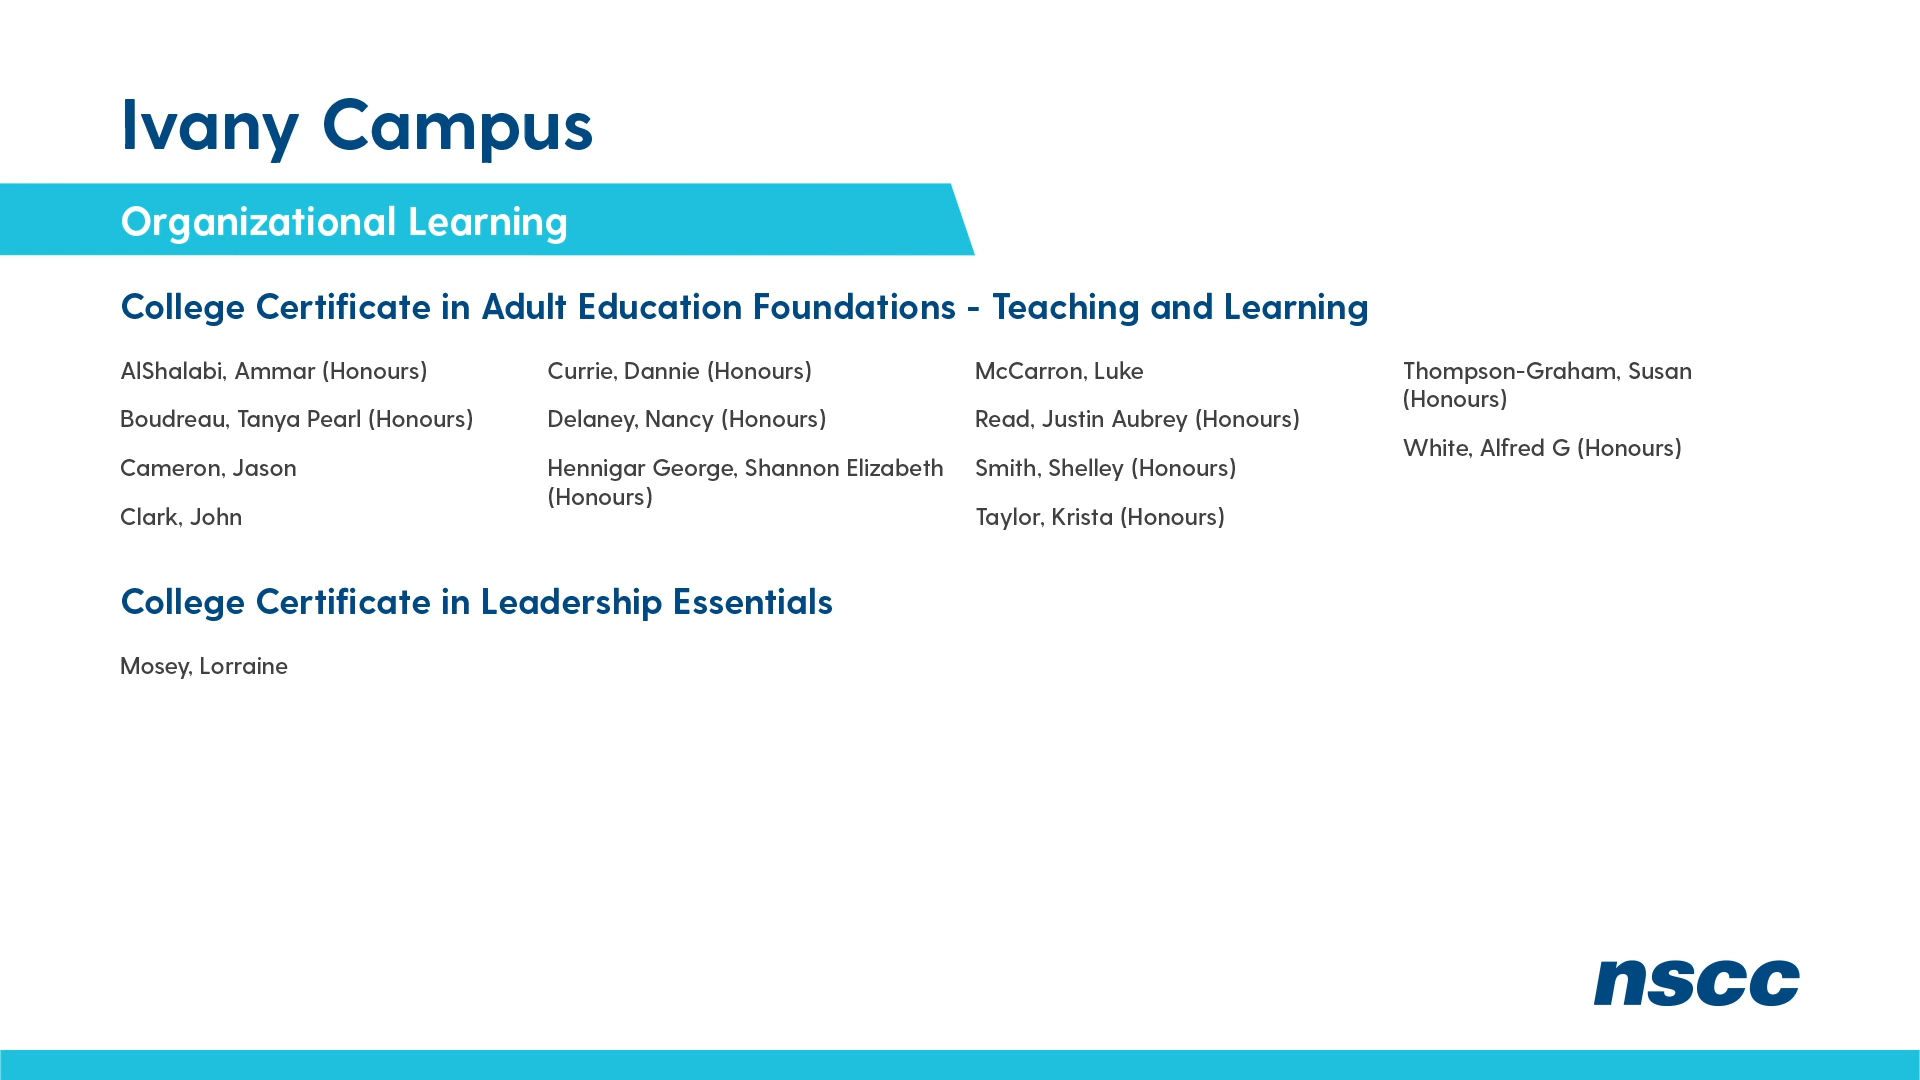 Ivany Campus
Organizational Learning
College Certificate in Adult Education Foundations - Teaching and Learning
AlShalabi, Ammar (Honours)
Boudreau, Tanya Pearl (Honours)
Cameron, Jason
Clark, John
Currie, Dannie (Honours)
Delaney, Nancy (Honours)
Hennigar George, Shannon Elizabeth
(Honours)
McCarron, Luke
Read, Justin Aubrey (Honours)
Smith, Shelley (Honours)
Taylor, Krista (Honours)
Thompson-Graham, Susan
(Honours)
White, Alfred G (Honours)
College Certificate in Leadership Essentials
Mosey, Lorraine
nscc